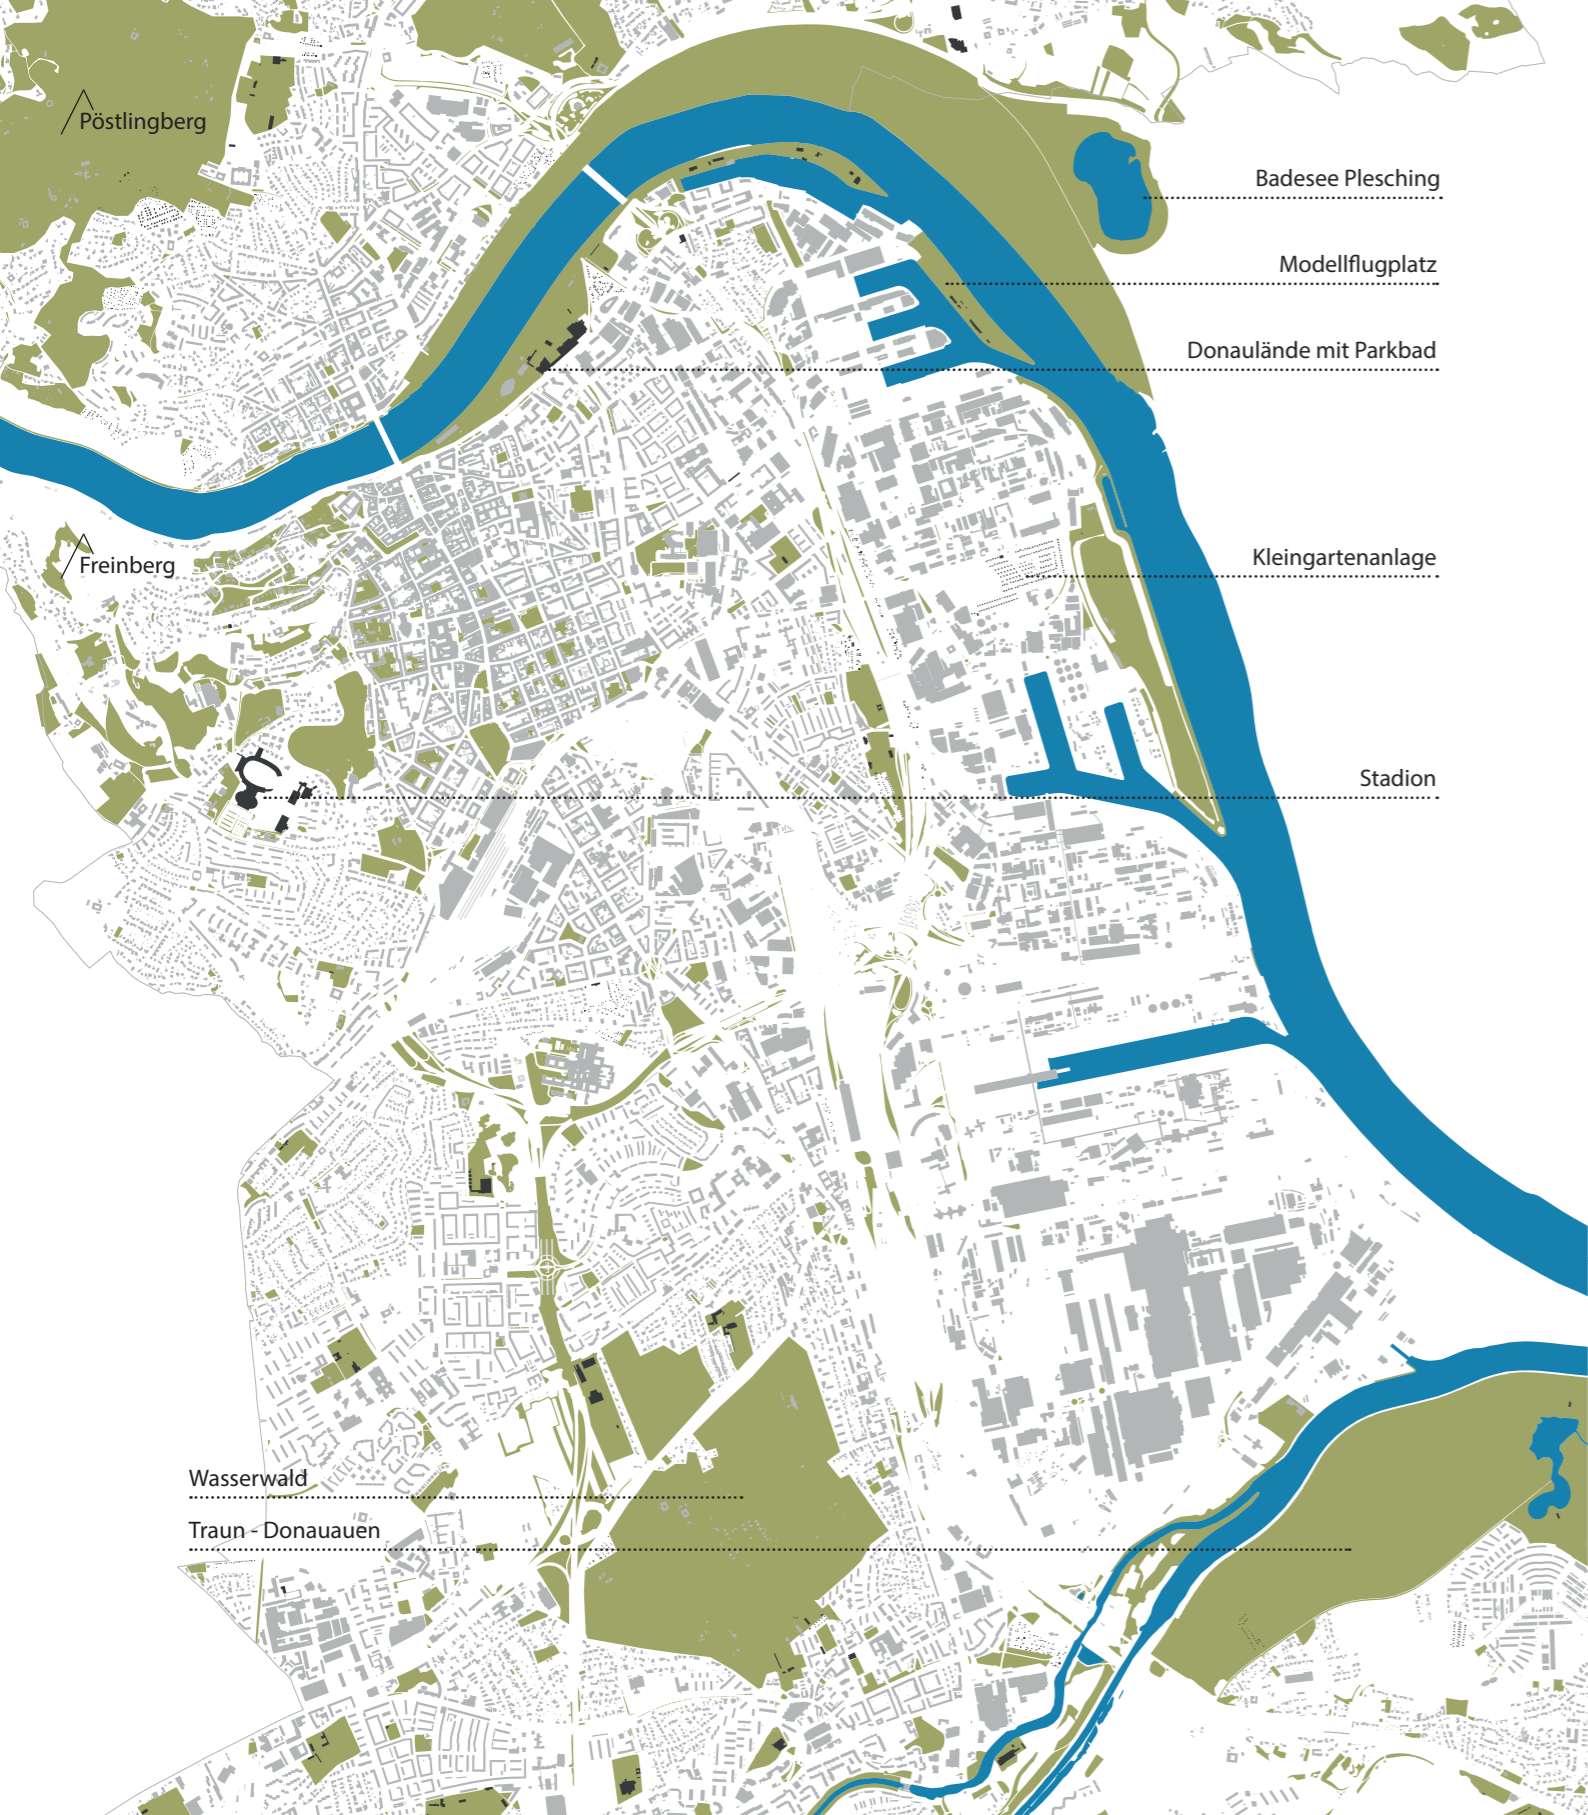 Pöstlingberg
Badesee Plesching
Modellflugplatz
Donaulände mit Parkbad
Freinberg
Kleingartenanlage
Stadion
Wasserwald
Traun - Donauauen